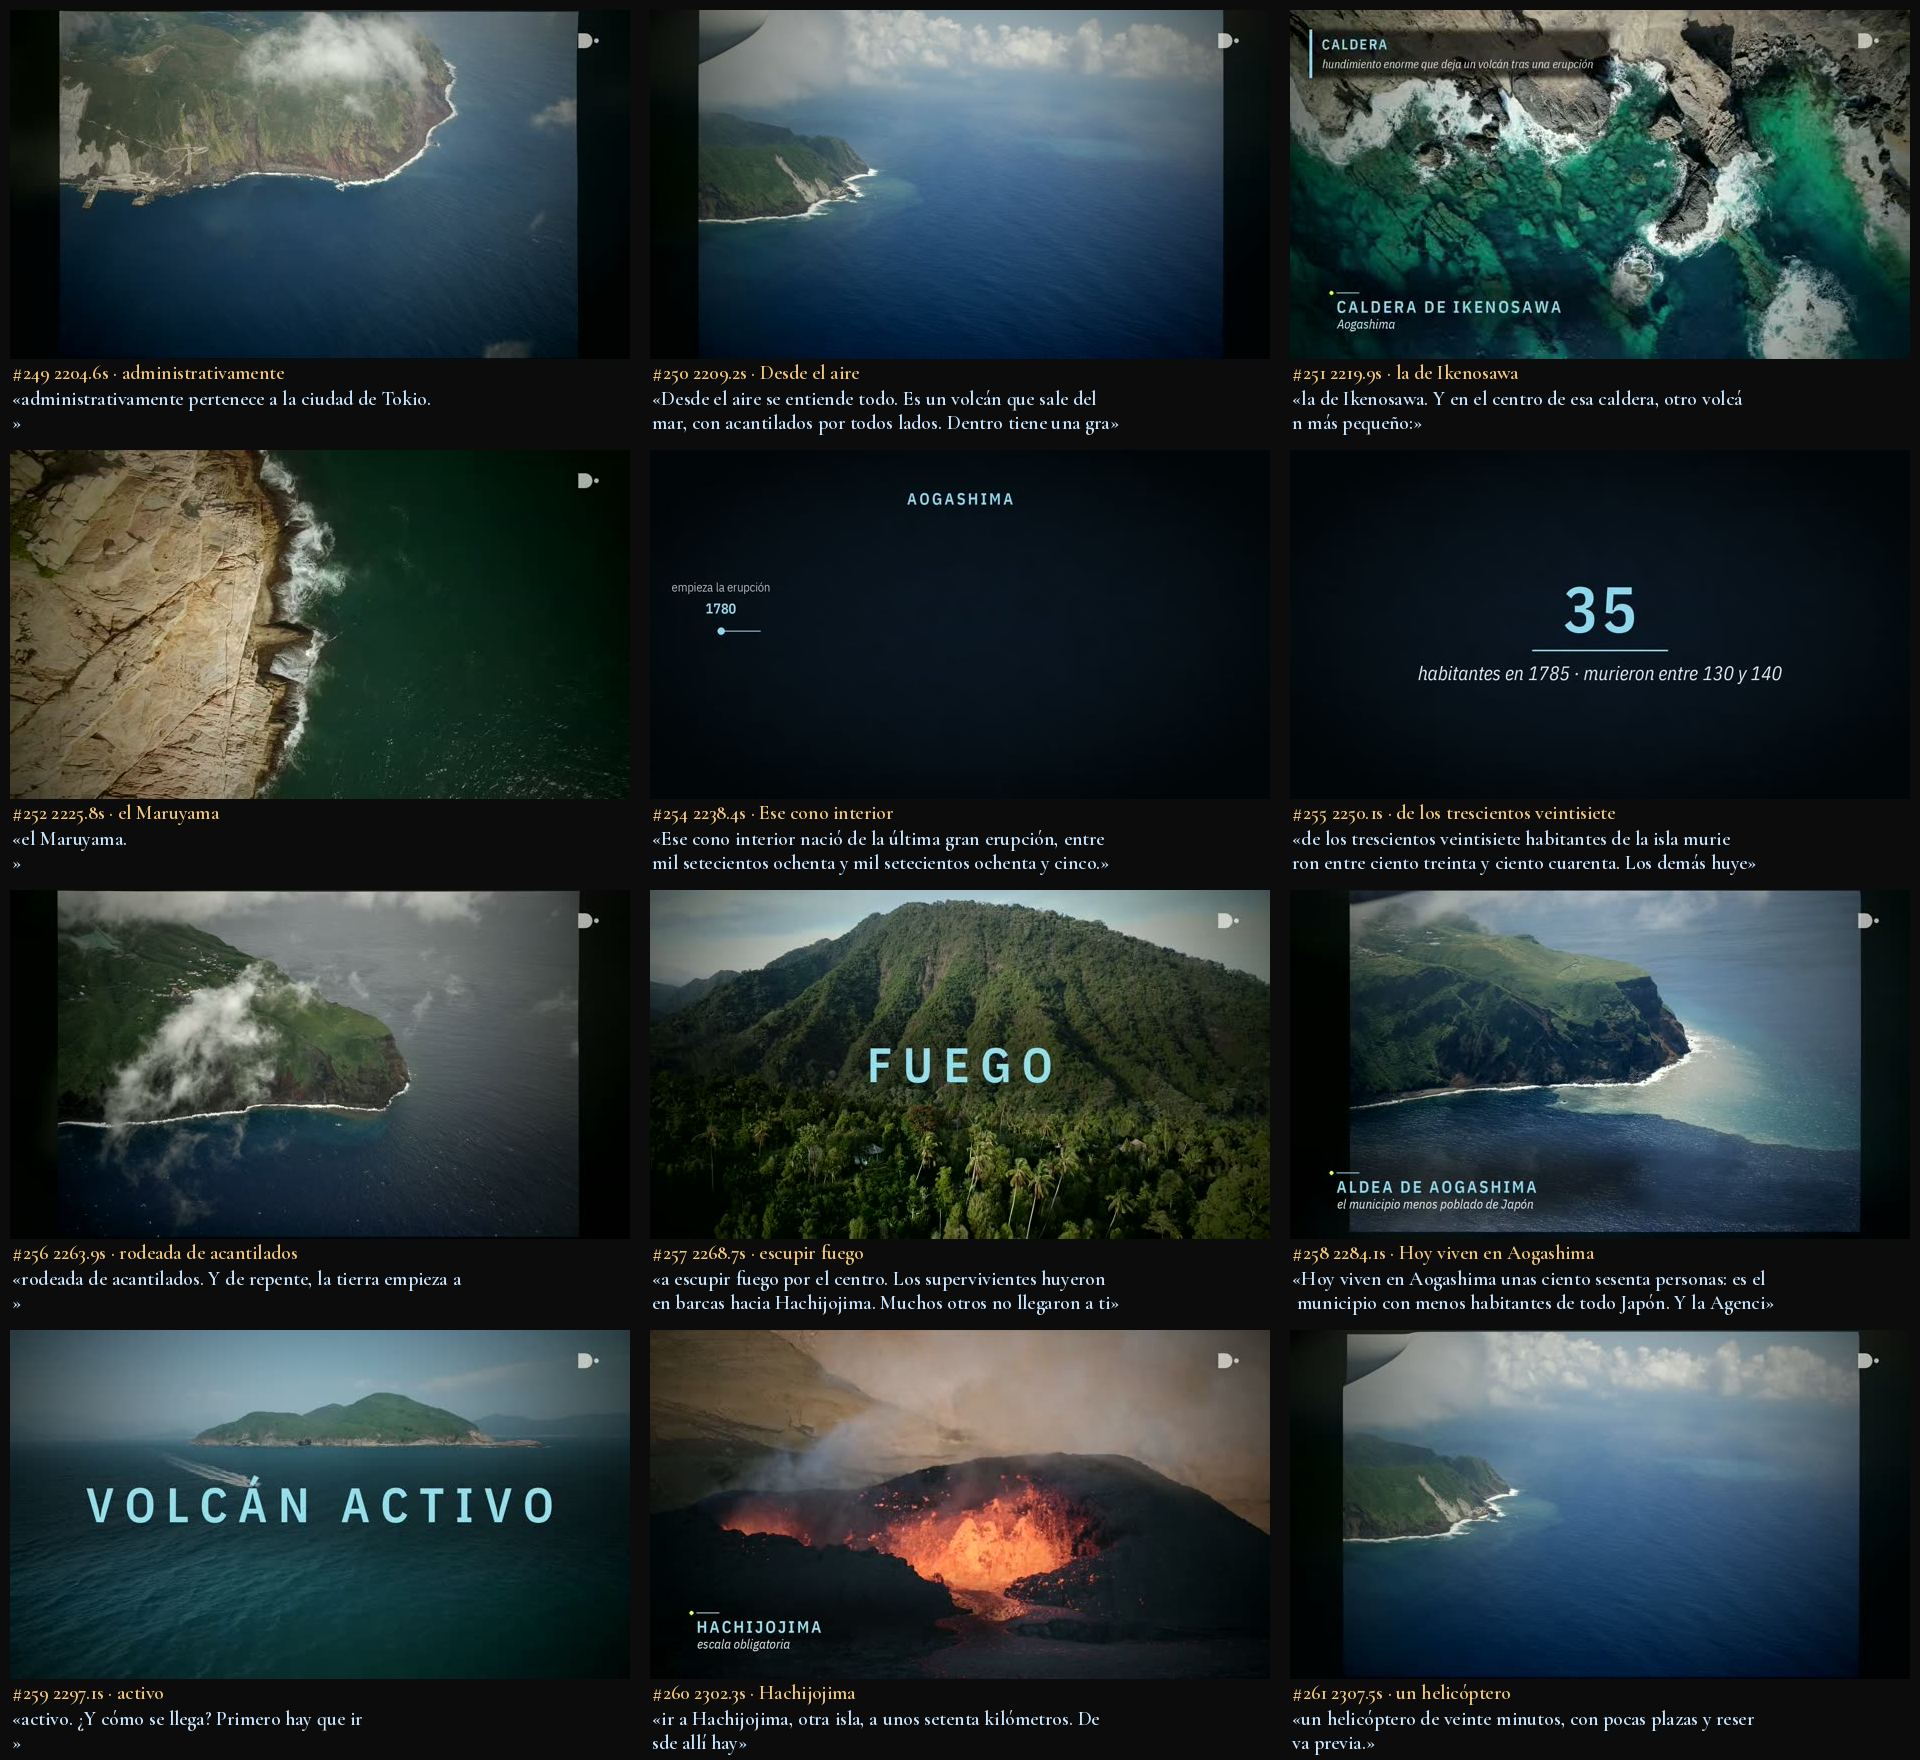 CALDERA
hundimiento enorme que deja un volcán tras una erupción
CALDERA DE IKENOSAWA
Aogashima
#249 2204.6s · administrativamente
«administrativamente pertenece a la ciudad de Tokio.
»
#250 2209.2s · Desde el aire
«Desde el aire se entiende todo. Es un volcán que sale del
mar, con acantilados por todos lados. Dentro tiene una gra»
#251 2219.9s · la de Ikenosawa
«la de Ikenosawa. Y en el centro de esa caldera, otro volcá
n más pequeño:»
AOGASHIMA
empieza la erupción
1780
35
habitantes en 1785 · murieron entre 130 y 140
#252 2225.8s · el Maruyama
«el Maruyama.
»
#254 2238.4s · Ese cono interior
«Ese cono interior nació de la última gran erupción, entre
mil setecientos ochenta y mil setecientos ochenta y cinco.»
#255 2250.1s · de los trescientos veintisiete
«de los trescientos veintisiete habitantes de la isla murie
ron entre ciento treinta y ciento cuarenta. Los demás huye»
FUEGO
ALDEA DE AOGASHIMA
el municipio menos poblado de Japón
#256 2263.9s · rodeada de acantilados
«rodeada de acantilados. Y de repente, la tierra empieza a
»
#257 2268.7s · escupir fuego
«a escupir fuego por el centro. Los supervivientes huyeron
en barcas hacia Hachijojima. Muchos otros no llegaron a ti»
#258 2284.1s · Hoy viven en Aogashima
«Hoy viven en Aogashima unas ciento sesenta personas: es el
municipio con menos habitantes de todo Japón. Y la Agenci»
VOLCÁN ACTIVO
HACHIJOJIMA
escala obligatoria
#259 2297.1s · activo
«activo. ¿Y cómo se llega? Primero hay que ir
»
#260 2302.3s · Hachijojima
«ir a Hachijojima, otra isla, a unos setenta kilómetros. De
sde allí hay»
#261 2307.5s · un helicóptero
«un helicóptero de veinte minutos, con pocas plazas y reser
va previa.»